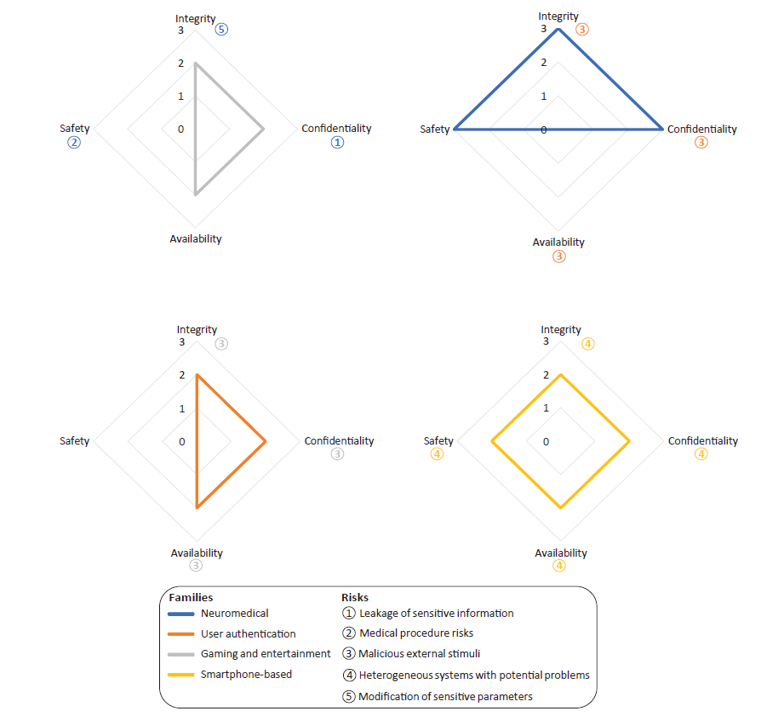 Integrity
3 ⑤
2
1
Safety 0 Confidentiality
② ①
Availability
Integrity
3 ③
2
1
Safety 0 Confidentiality
③
Availability
③
Integrity
3 ③
2
1
Safety 0 Confidentiality
③
Availability
③
Integrity
3 ④
2
1
Safety 0 Confidentiality
④ ④
Availability
④
Families
Neuromedical
User authentication
Gaming and entertainment
Smartphone-based
Risks
① Leakage of sensitive information
② Medical procedure risks
③ Malicious external stimuli
④ Heterogeneous systems with potential problems
⑤ Modification of sensitive parameters